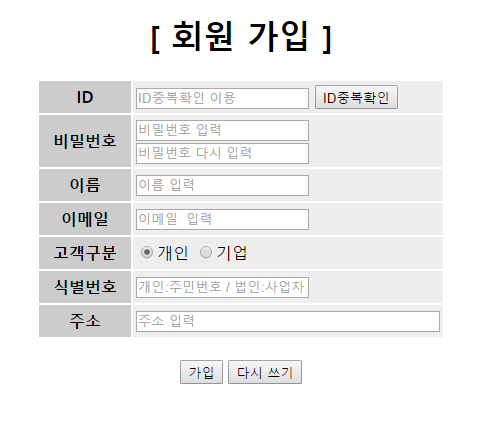 [ 회원 가입 ]
ID ID중복확인 이용 ID중복확인
비밀번호 비밀번호 입력
비밀번호 다시 입력
이름 이름 입력
이메일 이메일 입력
고객구분 개인 기업
식별번호 개인:주민번호 / 법인:사업자
주소 주소 입력
가입 다시 쓰기